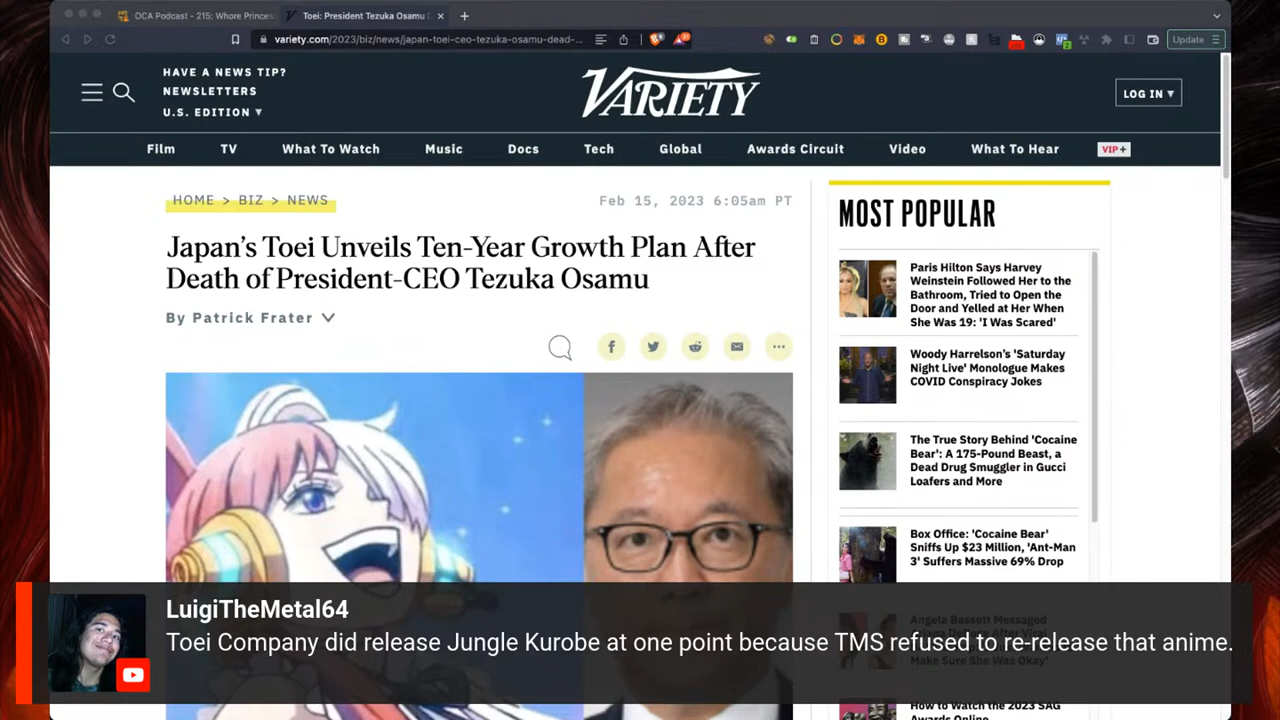 OCA Podcast - 215: Whore Princes
Toei: President Tezuka Osamu D
variety.com/2023/biz/news/japan-toei-ceo-tezuka-osamu-dead-...
Update
HAVE A NEWS TIP?
NEWSLETTERS
U.S. EDITION
VARIETY
LOG IN
Film TV What To Watch Music Docs Tech Global Awards Circuit Video What To Hear VIP+
HOME > BIZ > NEWS
Feb 15, 2023 6:05am PT
Japan's Toei Unveils Ten-Year Growth Plan After
Death of President-CEO Tezuka Osamu
By Patrick Frater
MOST POPULAR
Paris Hilton Says Harvey
Weinstein Followed Her to the
Bathroom, Tried to Open the
Door and Yelled at Her When
She Was 19: 'I Was Scared'
Woody Harrelson's 'Saturday
Night Live' Monologue Makes
COVID Conspiracy Jokes
The True Story Behind 'Cocaine
Bear': A 175-Pound Beast, a
Dead Drug Smuggler in Gucci
Loafers and More
Box Office: 'Cocaine Bear'
Sniffs Up $23 Million, 'Ant-Man
3' Suffers Massive 69% Drop
Angela Bassett Messaged
Make Sure She Was Okay'
How to Watch the 2023 SAG
Awards Online
LuigiTheMetal64
Toei Company did release Jungle Kurobe at one point because TMS refused to re-release that anime.